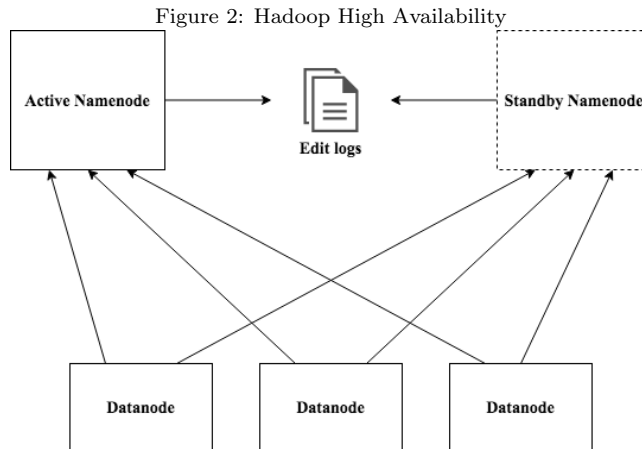 Figure 2: Hadoop High Availability
Active Namenode
Edit logs
Standby Namenode
Datanode
Datanode
Datanode